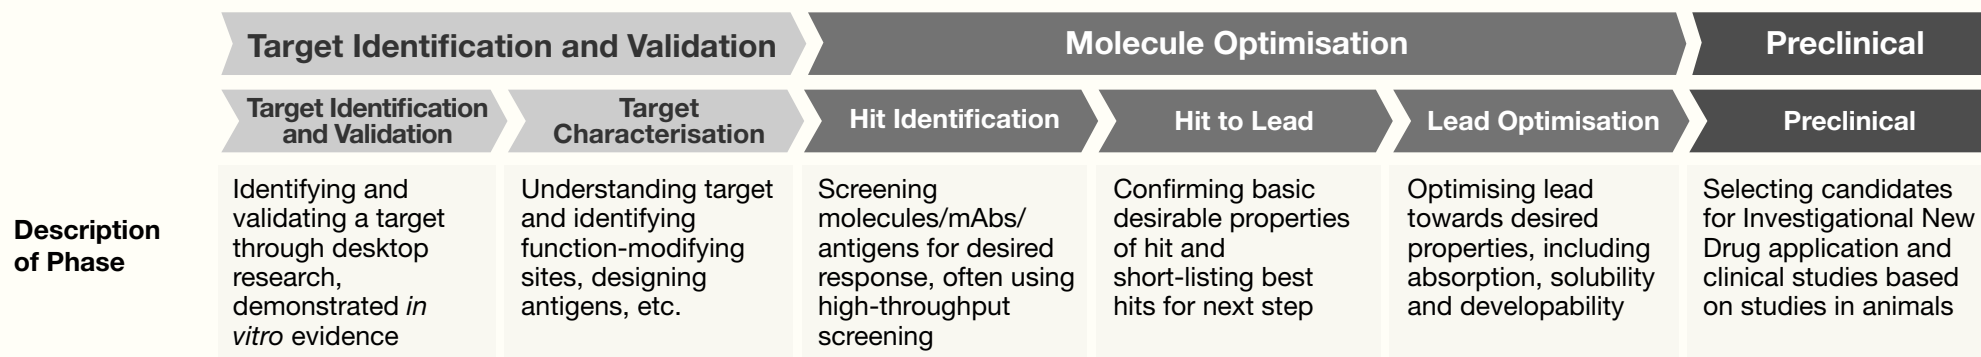 Target Identification and Validation
Molecule Optimisation
Preclinical
Target Identification
and Validation
Target
Characterisation
Hit Identification
Hit to Lead
Lead Optimisation
Preclinical
Description
of Phase
Identifying and
validating a target
through desktop
research,
demonstrated in
vitro evidence
Understanding target
and identifying
function-modifying
sites, designing
antigens, etc.
Screening
molecules/mAbs/
antigens for desired
response, often using
high-throughput
screening
Confirming basic
desirable properties
of hit and
short-listing best
hits for next step
Optimising lead
towards desired
properties, including
absorption, solubility
and developability
Selecting candidates
for Investigational New
Drug application and
clinical studies based
on studies in animals